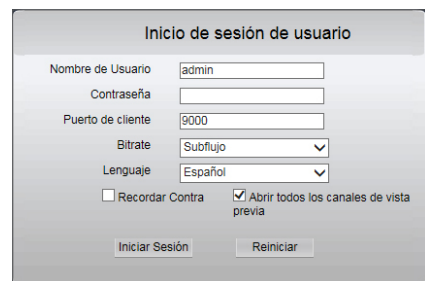 Inicio de sesión de usuario
Nombre de Usuario admin
Contraseña
Puerto de cliente 9000
Bitrate Subflujo
Lenguaje Español
Recordar Contra Abrir todos los canales de vista
previa
Iniciar Sesión Reiniciar